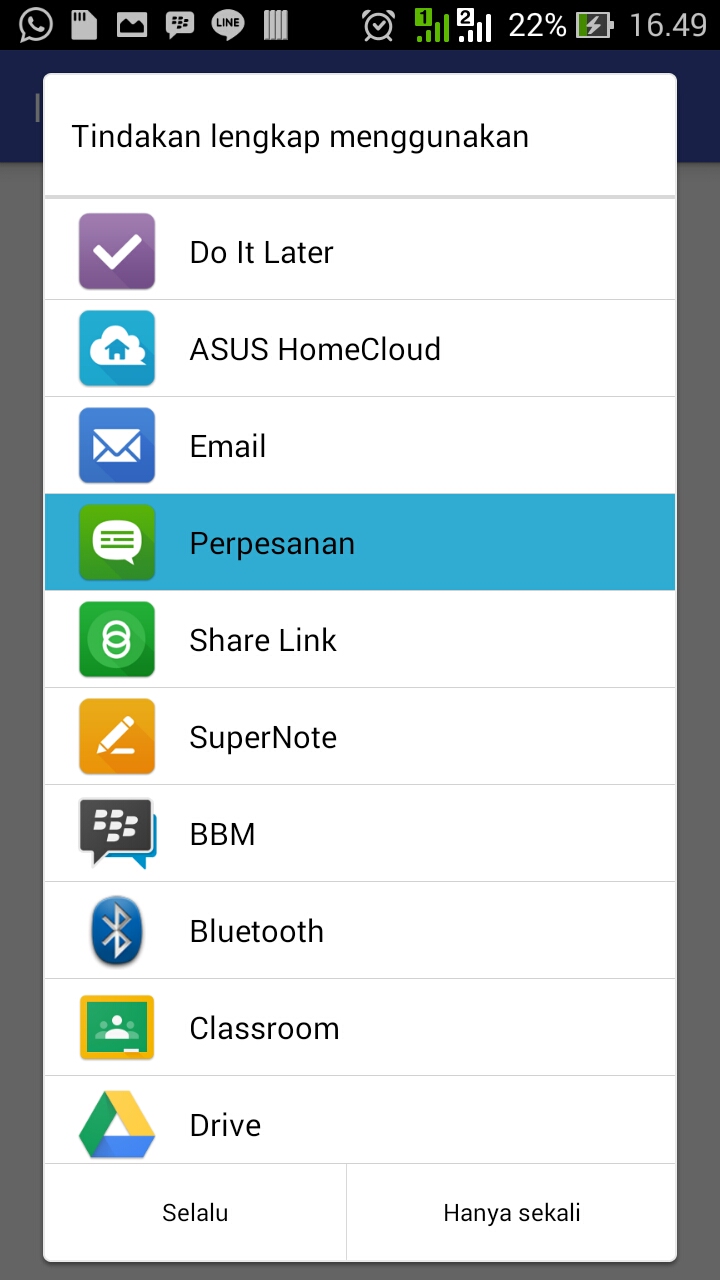 LINE
1
2
22%
16.49
Tindakan lengkap menggunakan
Do It Later
ASUS HomeCloud
Email
Perpesanan
Share Link
SuperNote
BBM
Bluetooth
Classroom
Drive
Selalu
Hanya sekali